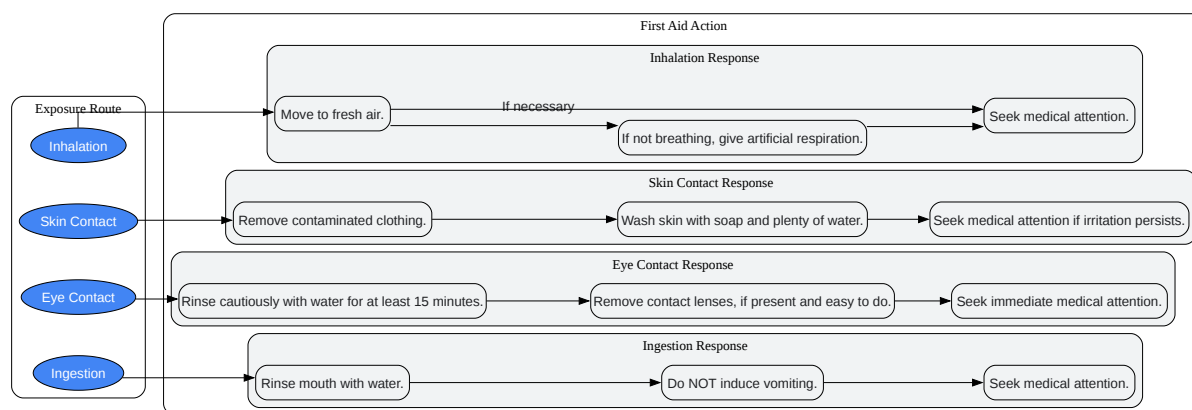 First Aid Action
Inhalation Response
Exposure Route
Inhalation
Move to fresh air.
If necessary
If not breathing, give artificial respiration.
Seek medical attention.
Skin Contact Response
Skin Contact
Remove contaminated clothing.
Wash skin with soap and plenty of water.
Seek medical attention if irritation persists.
Eye Contact Response
Eye Contact
Rinse cautiously with water for at least 15 minutes.
Remove contact lenses, if present and easy to do.
Seek immediate medical attention.
Ingestion Response
Ingestion
Rinse mouth with water.
Do NOT induce vomiting.
Seek medical attention.